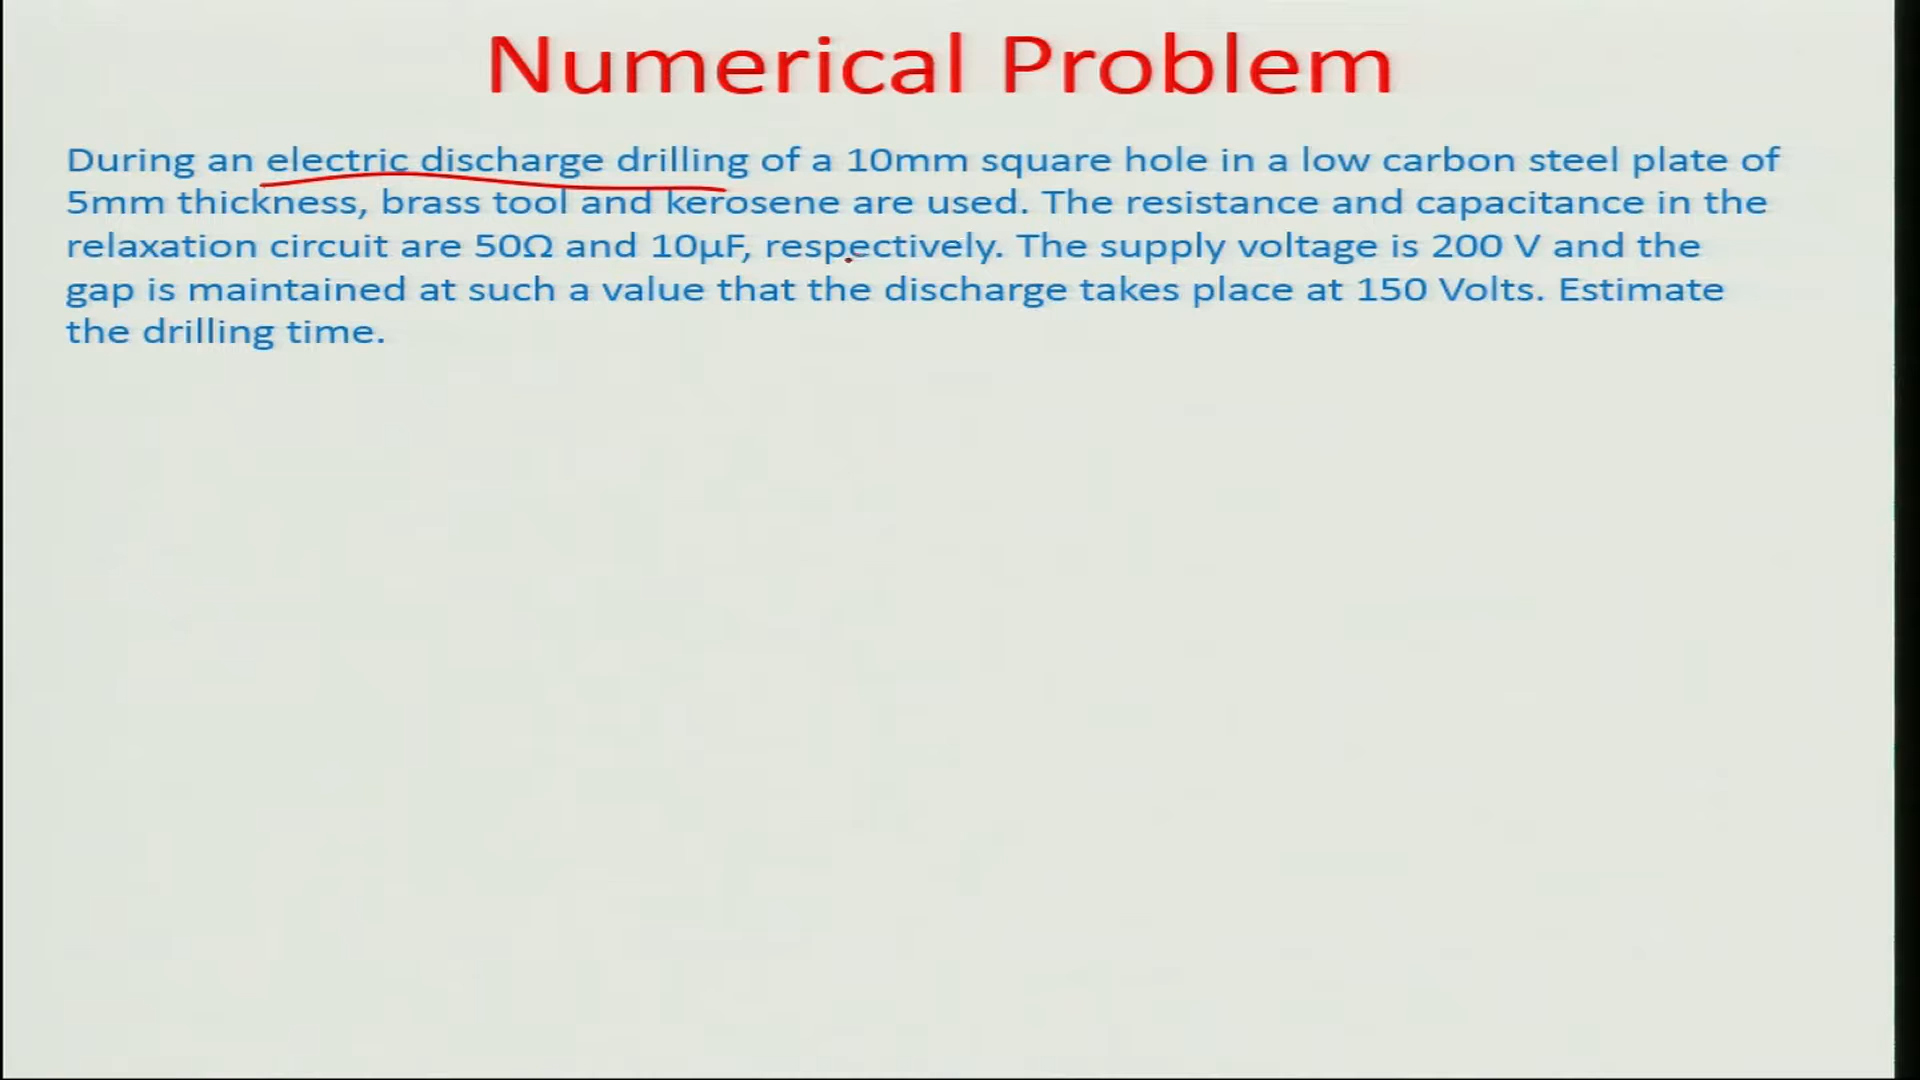 Numerical Problem
During an electric discharge drilling of a 10mm square hole in a low carbon steel plate of
5mm thickness, brass tool and kerosene are used. The resistance and capacitance in the
relaxation circuit are 50Ω and 10µF, respectively. The supply voltage is 200 V and the
gap is maintained at such a value that the discharge takes place at 150 Volts. Estimate
the drilling time.